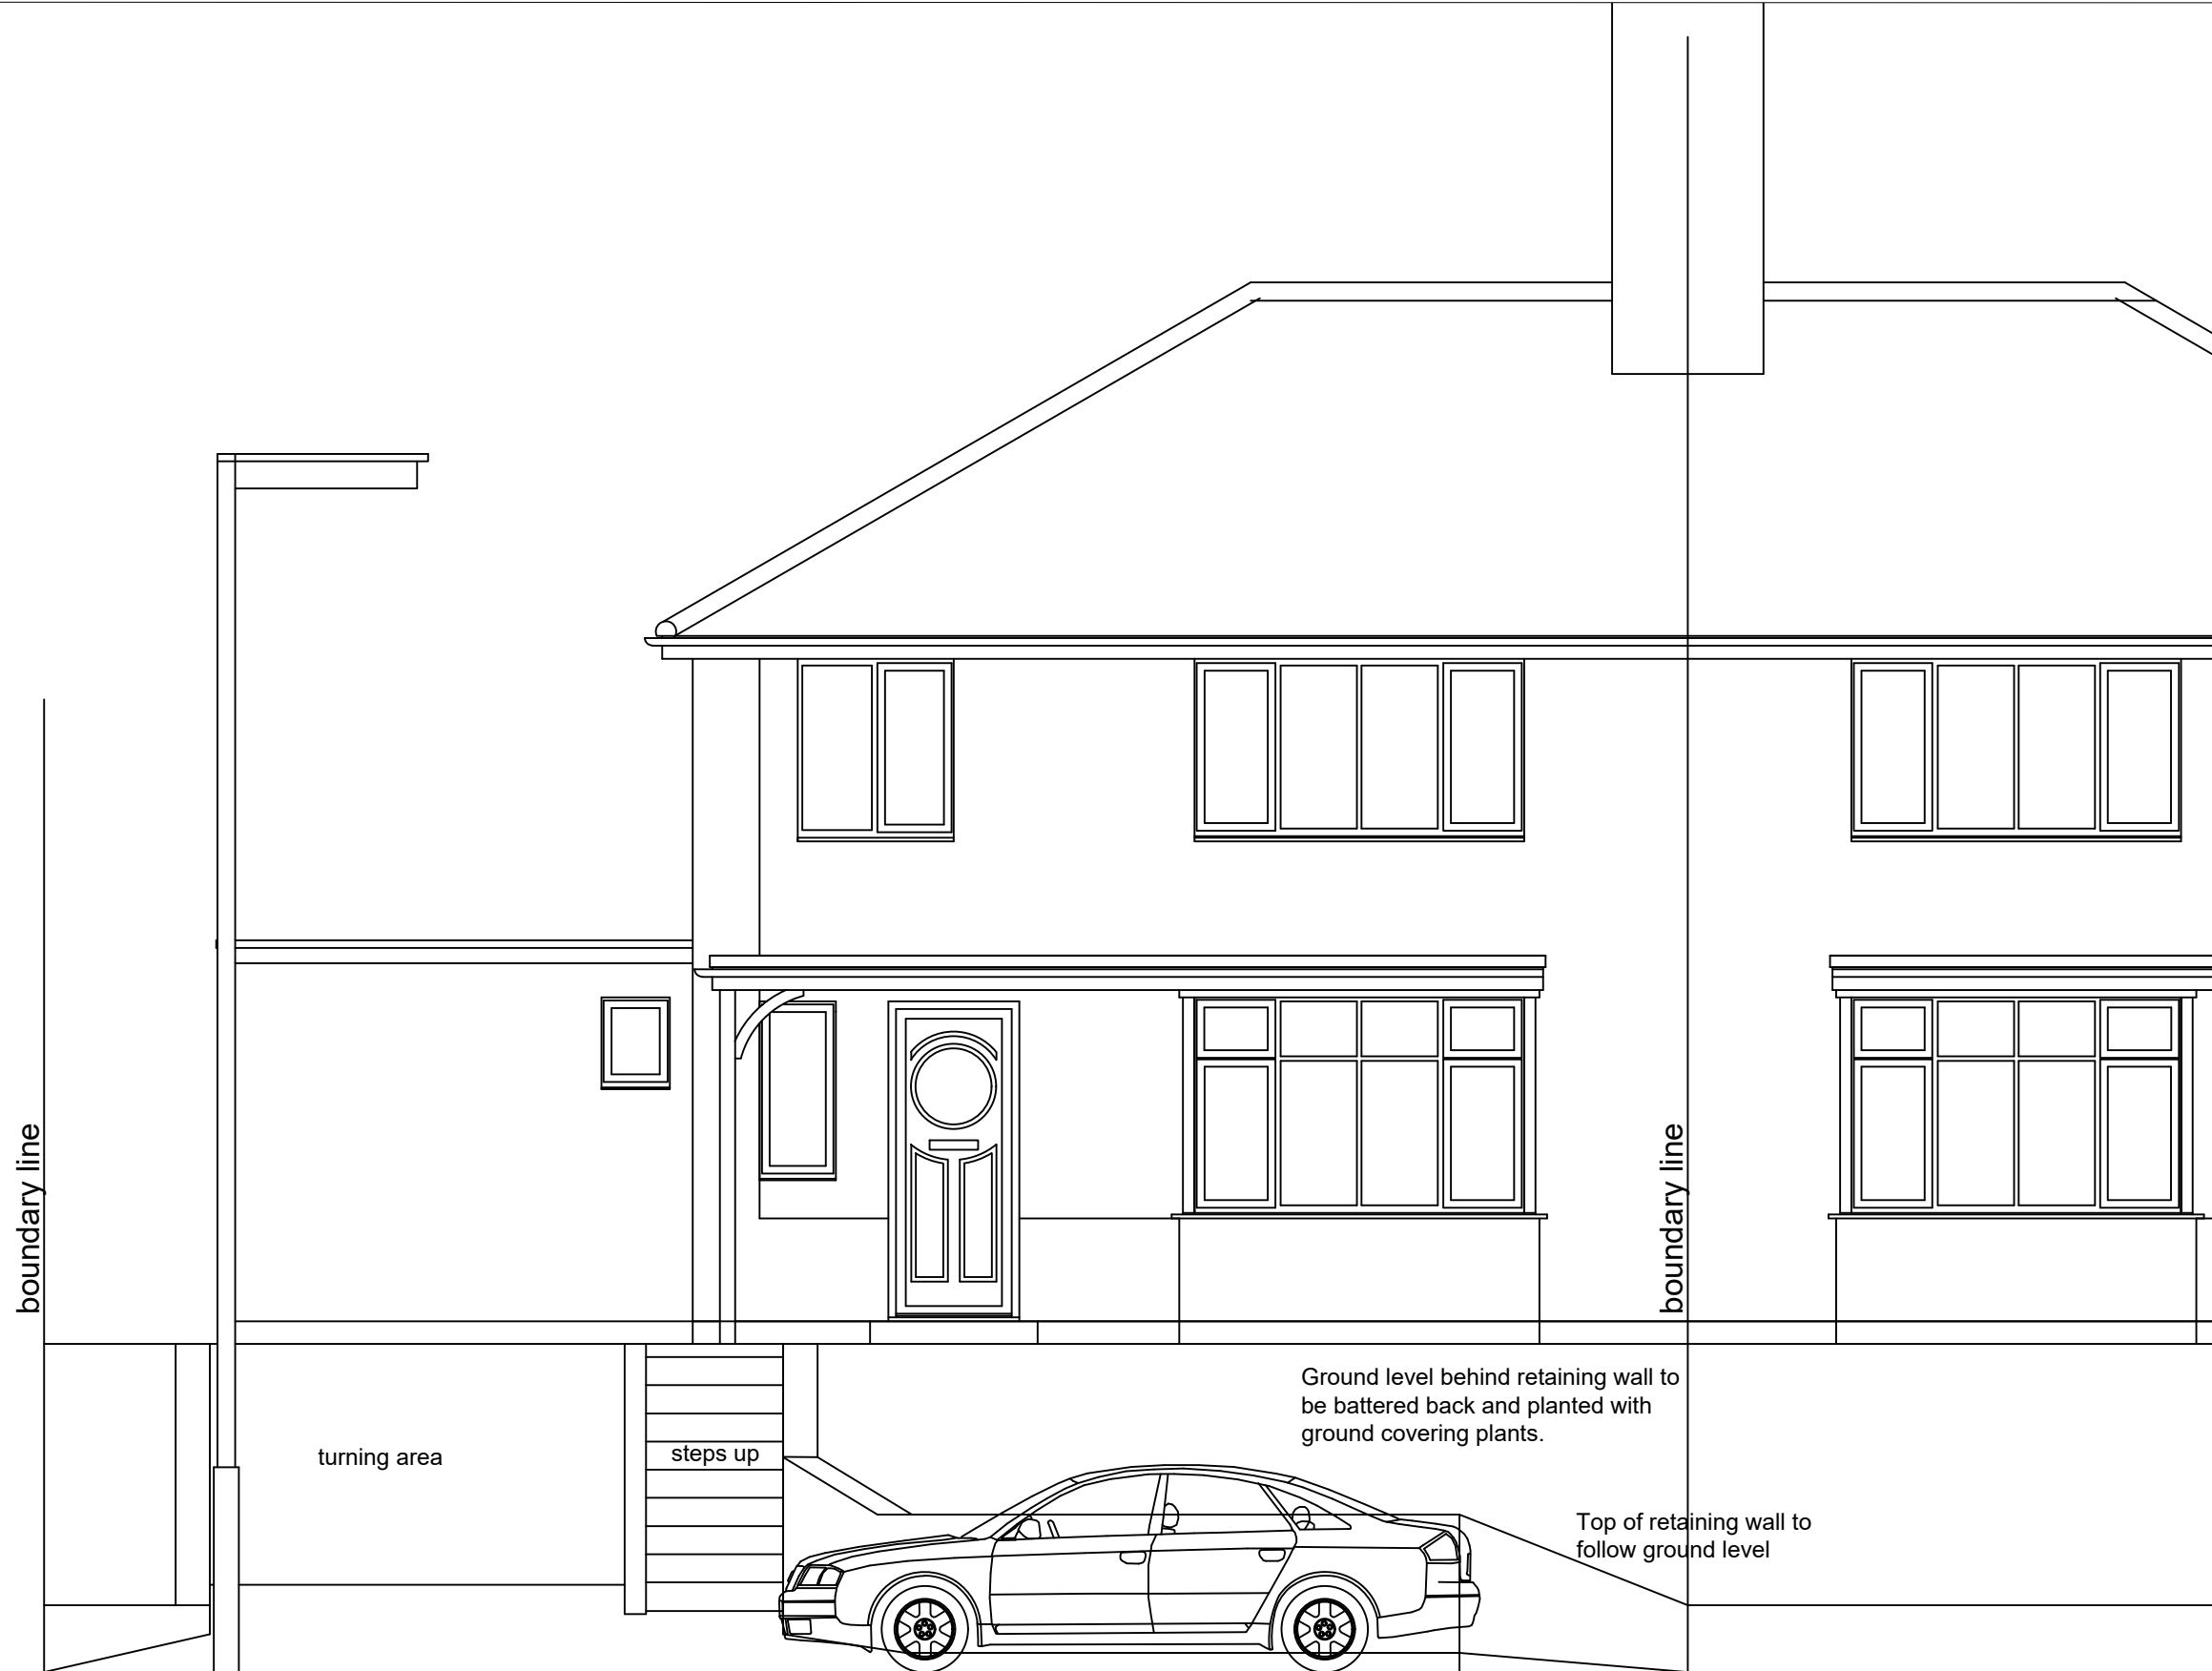 boundary line
boundary line
Ground level behind retaining wall to
be battered back and planted with
ground covering plants.
turning area
steps up
Top of retaining wall to
follow ground level